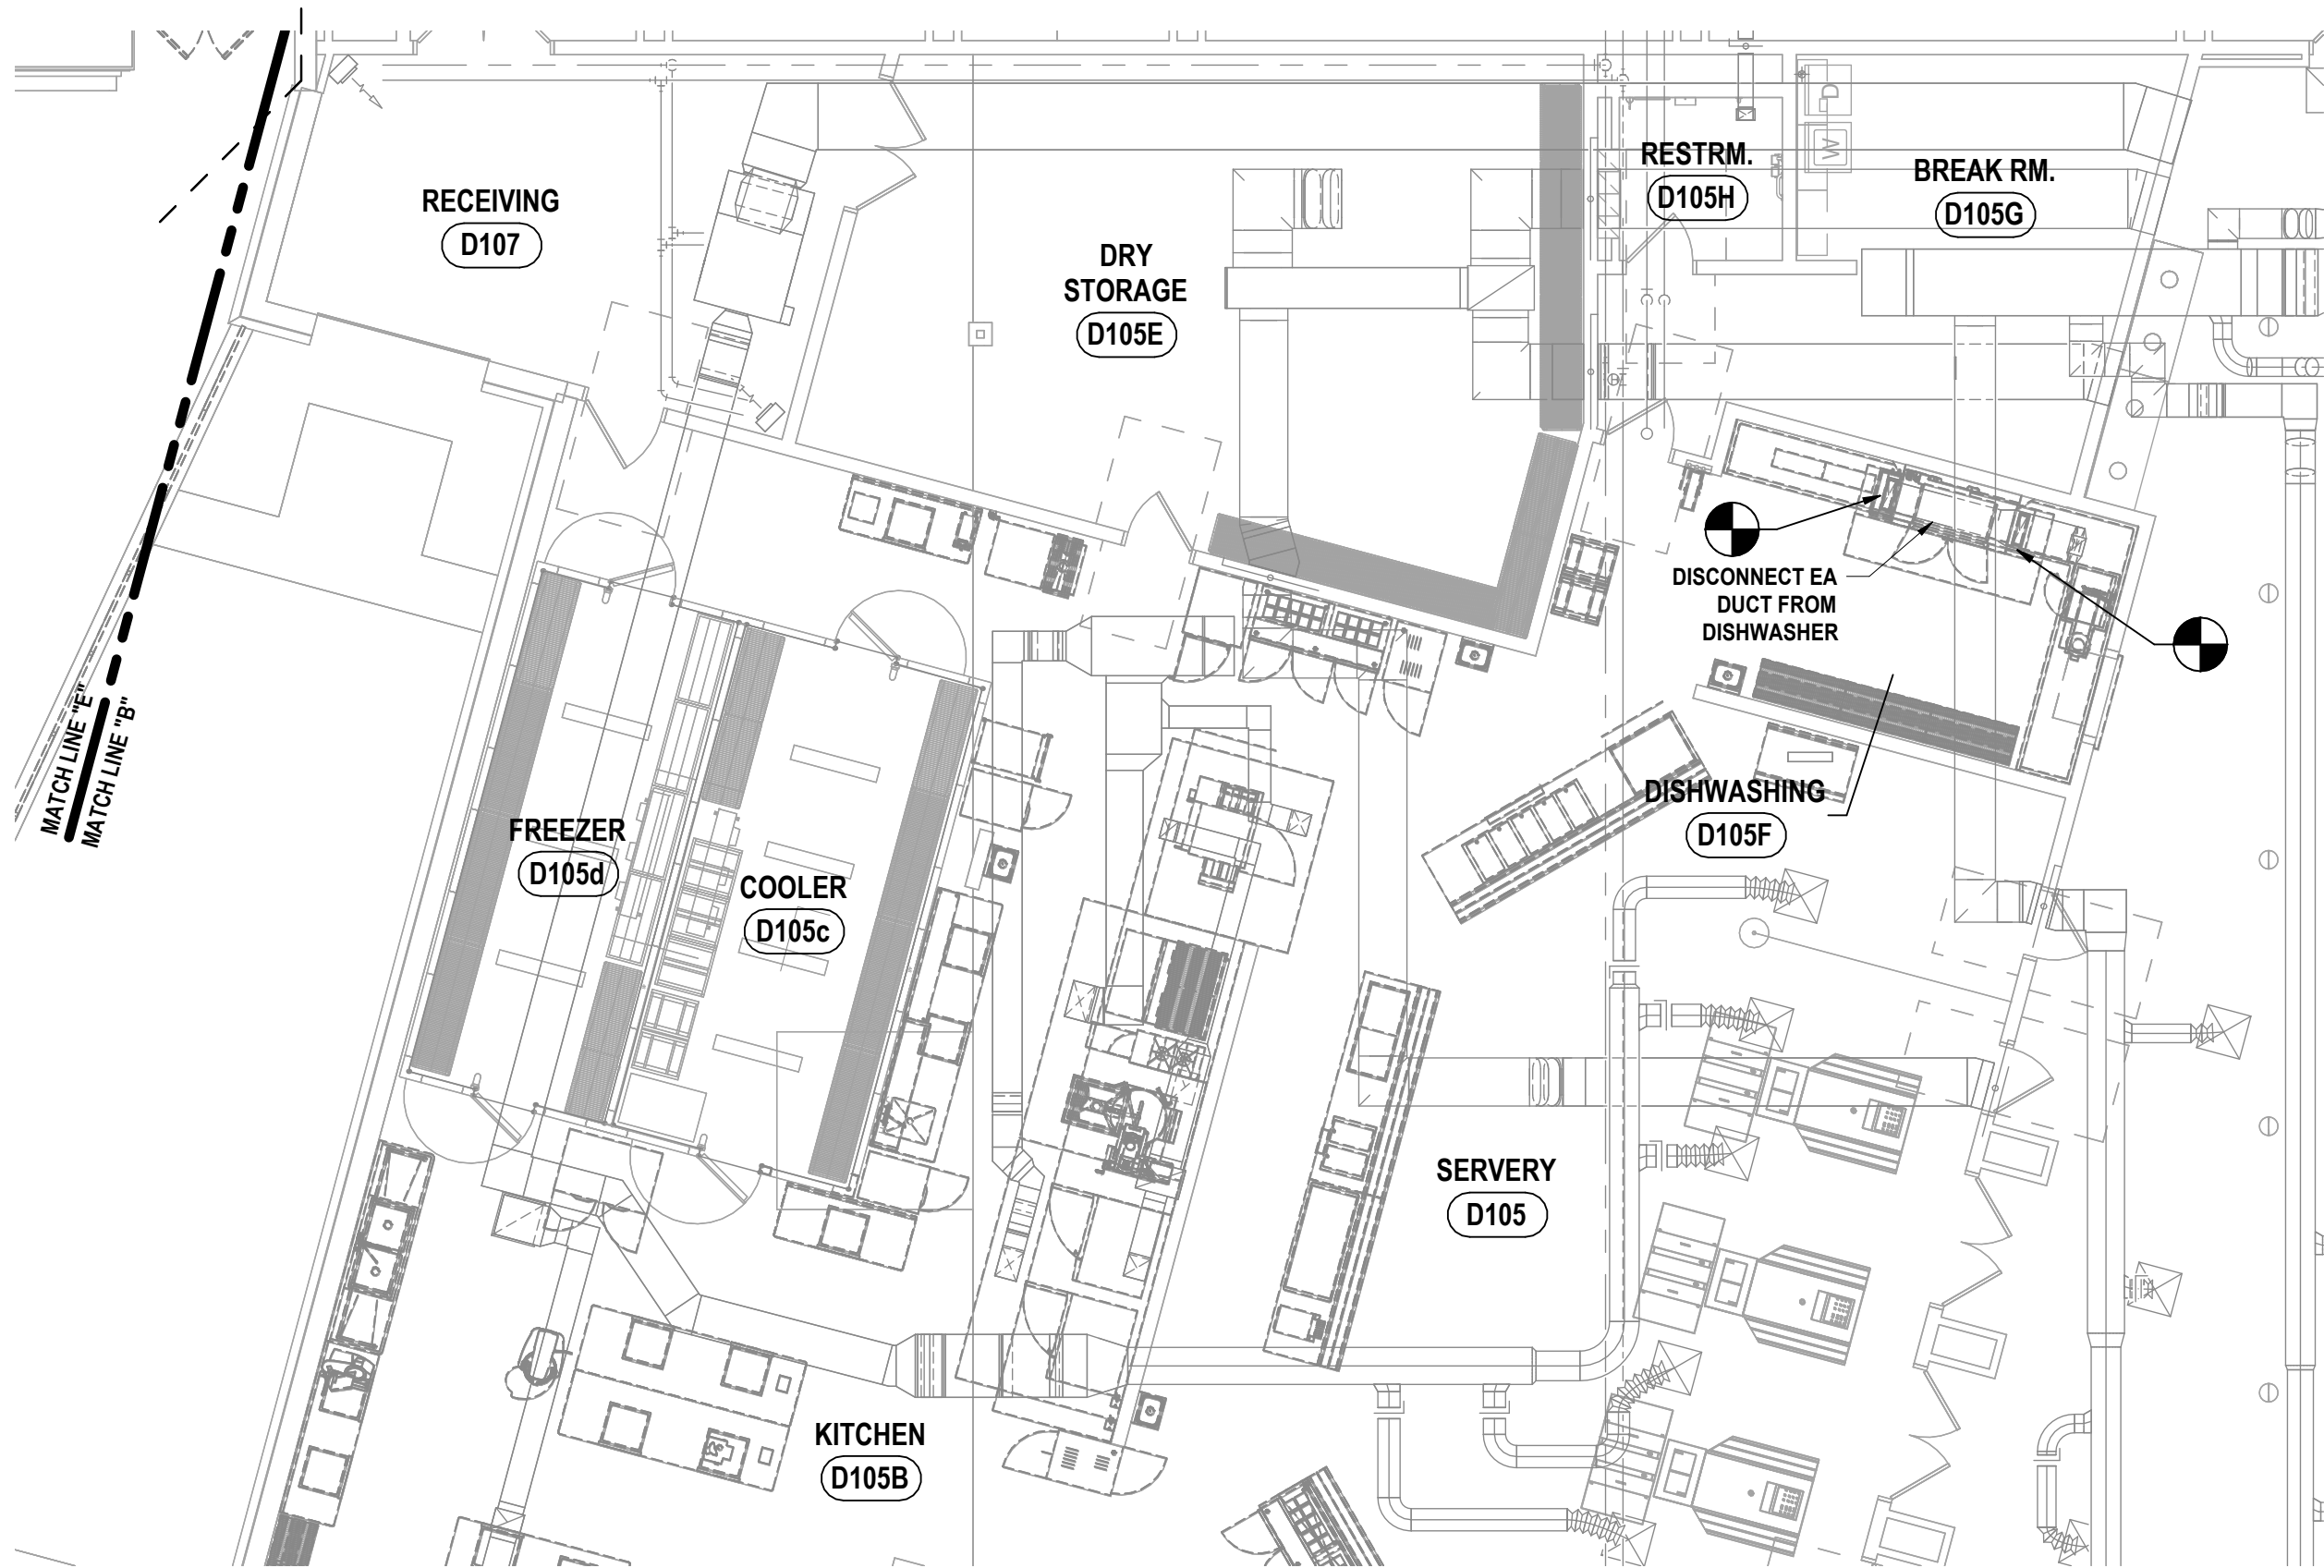 RECEIVING
D107
DRY
STORAGE
D105E
RESTRM.
D105H
D
W
BREAK RM.
D105G
DISCONNECT EA
DUCT FROM
DISHWASHER
MATCH LINE "E"
MATCH LINE "B"
FREEZER
D105d
COOLER
D105c
DISHWASHING
D105F
SERVERY
D105
KITCHEN
D105B